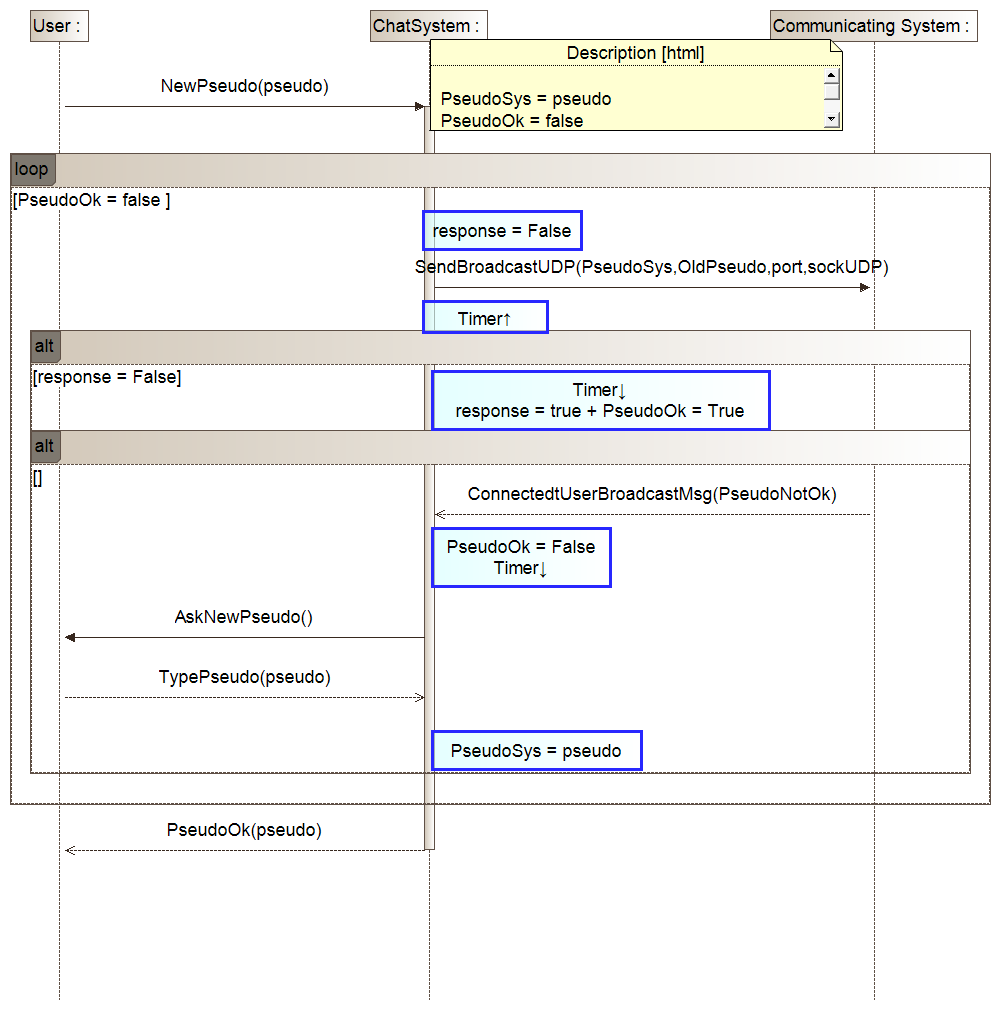 User :
ChatSystem :
Communicating System :
Description [html]
NewPseudo(pseudo)
PseudoSys = pseudo
PseudoOk = false
loop
[PseudoOk = false ]
response = False
SendBroadcastUDP(PseudoSys,OldPseudo,port,sockUDP)
Timer↑
alt
[response = False]
Timer↓
response = true + PseudoOk = True
alt
[]
ConnectedtUserBroadcastMsg(PseudoNotOk)
PseudoOk = False
Timer↓
AskNewPseudo()
TypePseudo(pseudo)
PseudoSys = pseudo
PseudoOk(pseudo)